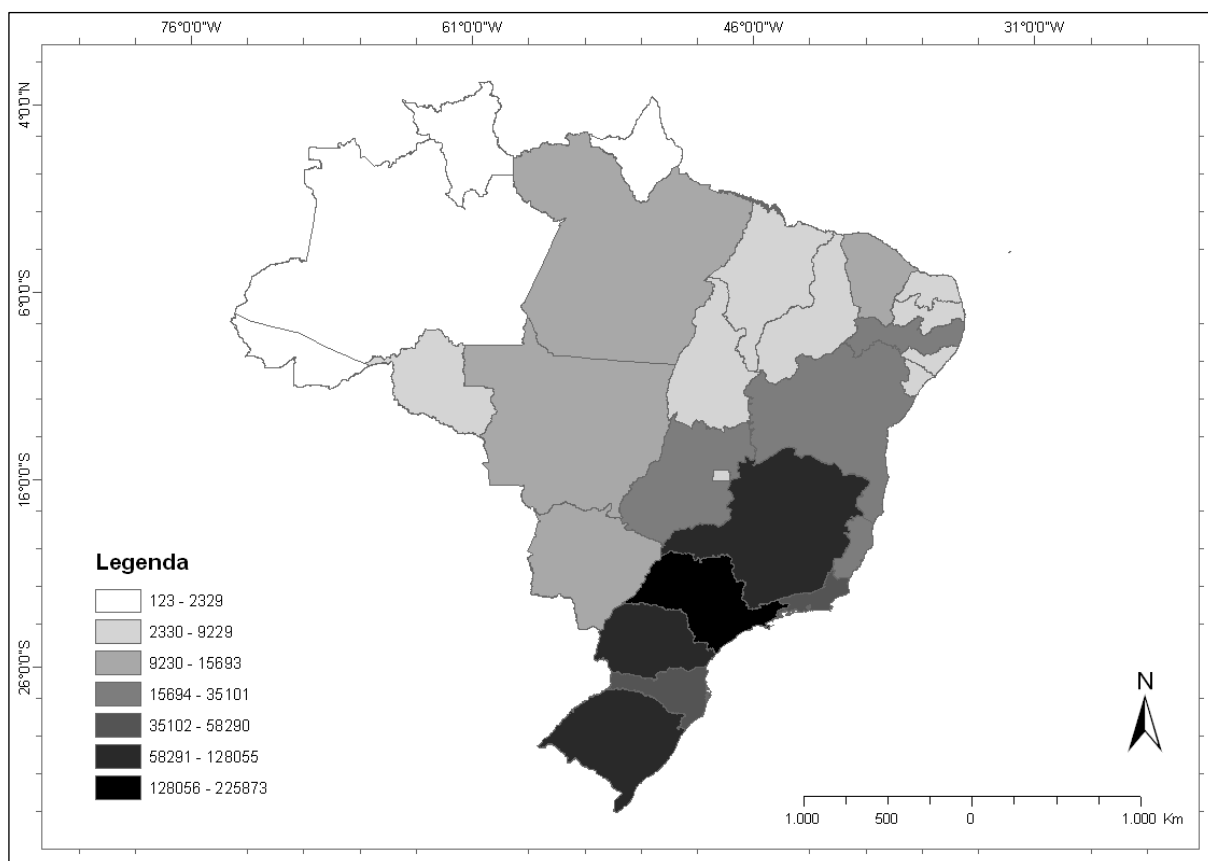 76°0'0"W 61°0'0"W 46°0'0"W 31°0'0"W
4°0'0"N
6°0'0"S
16°0'0"S
26°0'0"S
Legenda
123 - 2329
2330 - 9229
9230 - 15693
15694 - 35101
35102 - 58290
58291 - 128055
128056 - 225873
N
1.000 500 0 1.000 Km